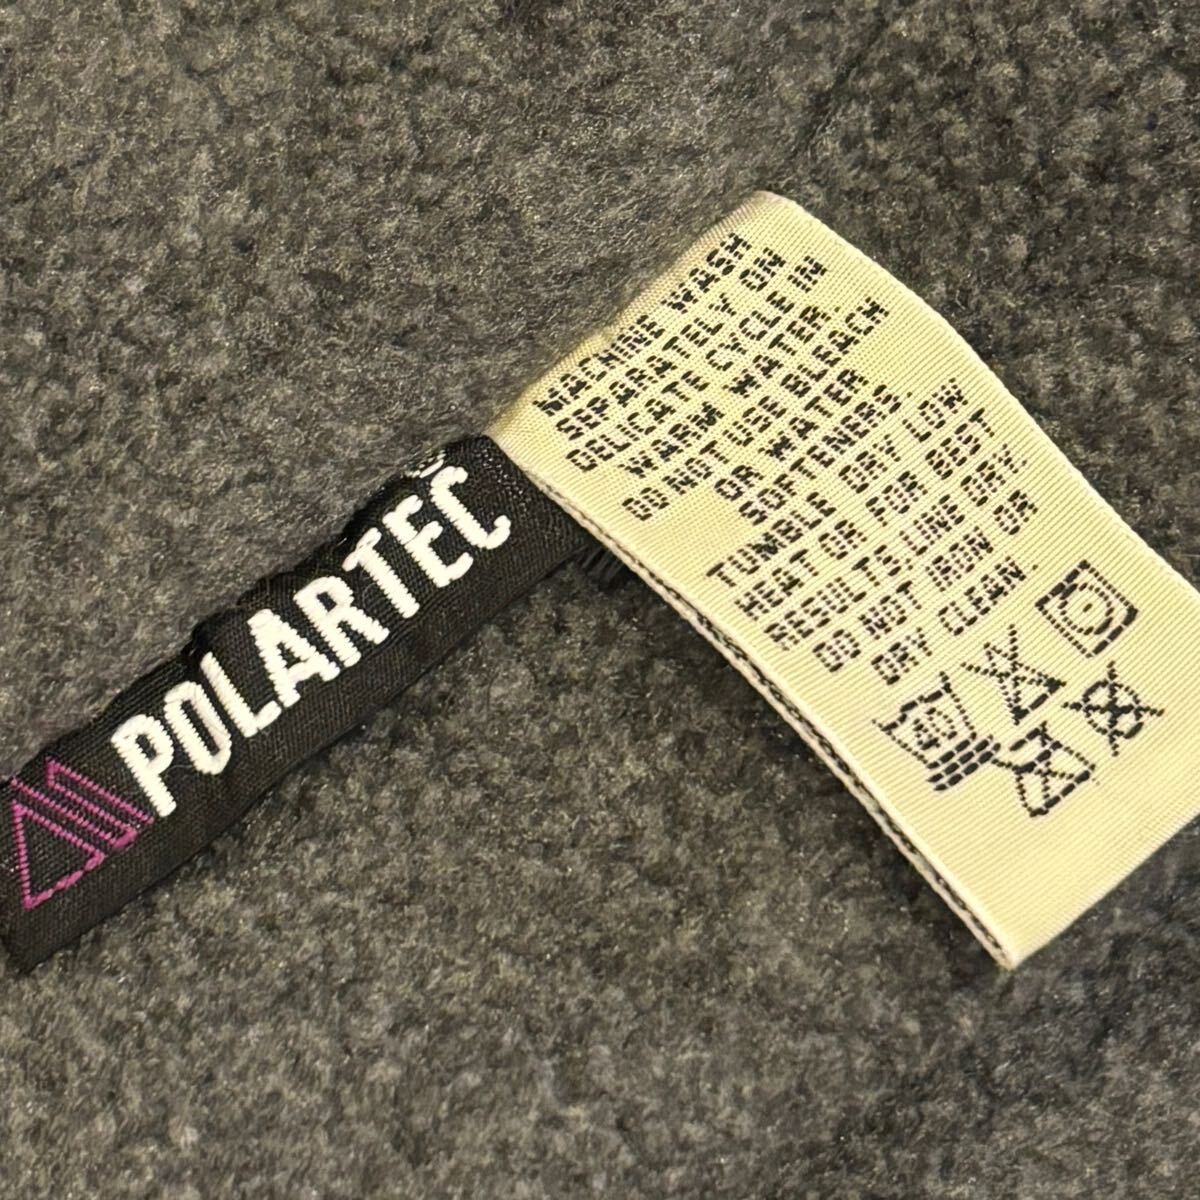 POLARTEC®
MACHINE WASH
SEPARATELY ON
DELICATE CYCLE IN
WARM WATER.
DO NOT USE BLEACH
OR WATER
SOFTENERS
TUMBLE DRY LOW
HEAT OR FOR BEST
RESULTS LINE DRY.
DO NOT IRON OR
DRY CLEAN.